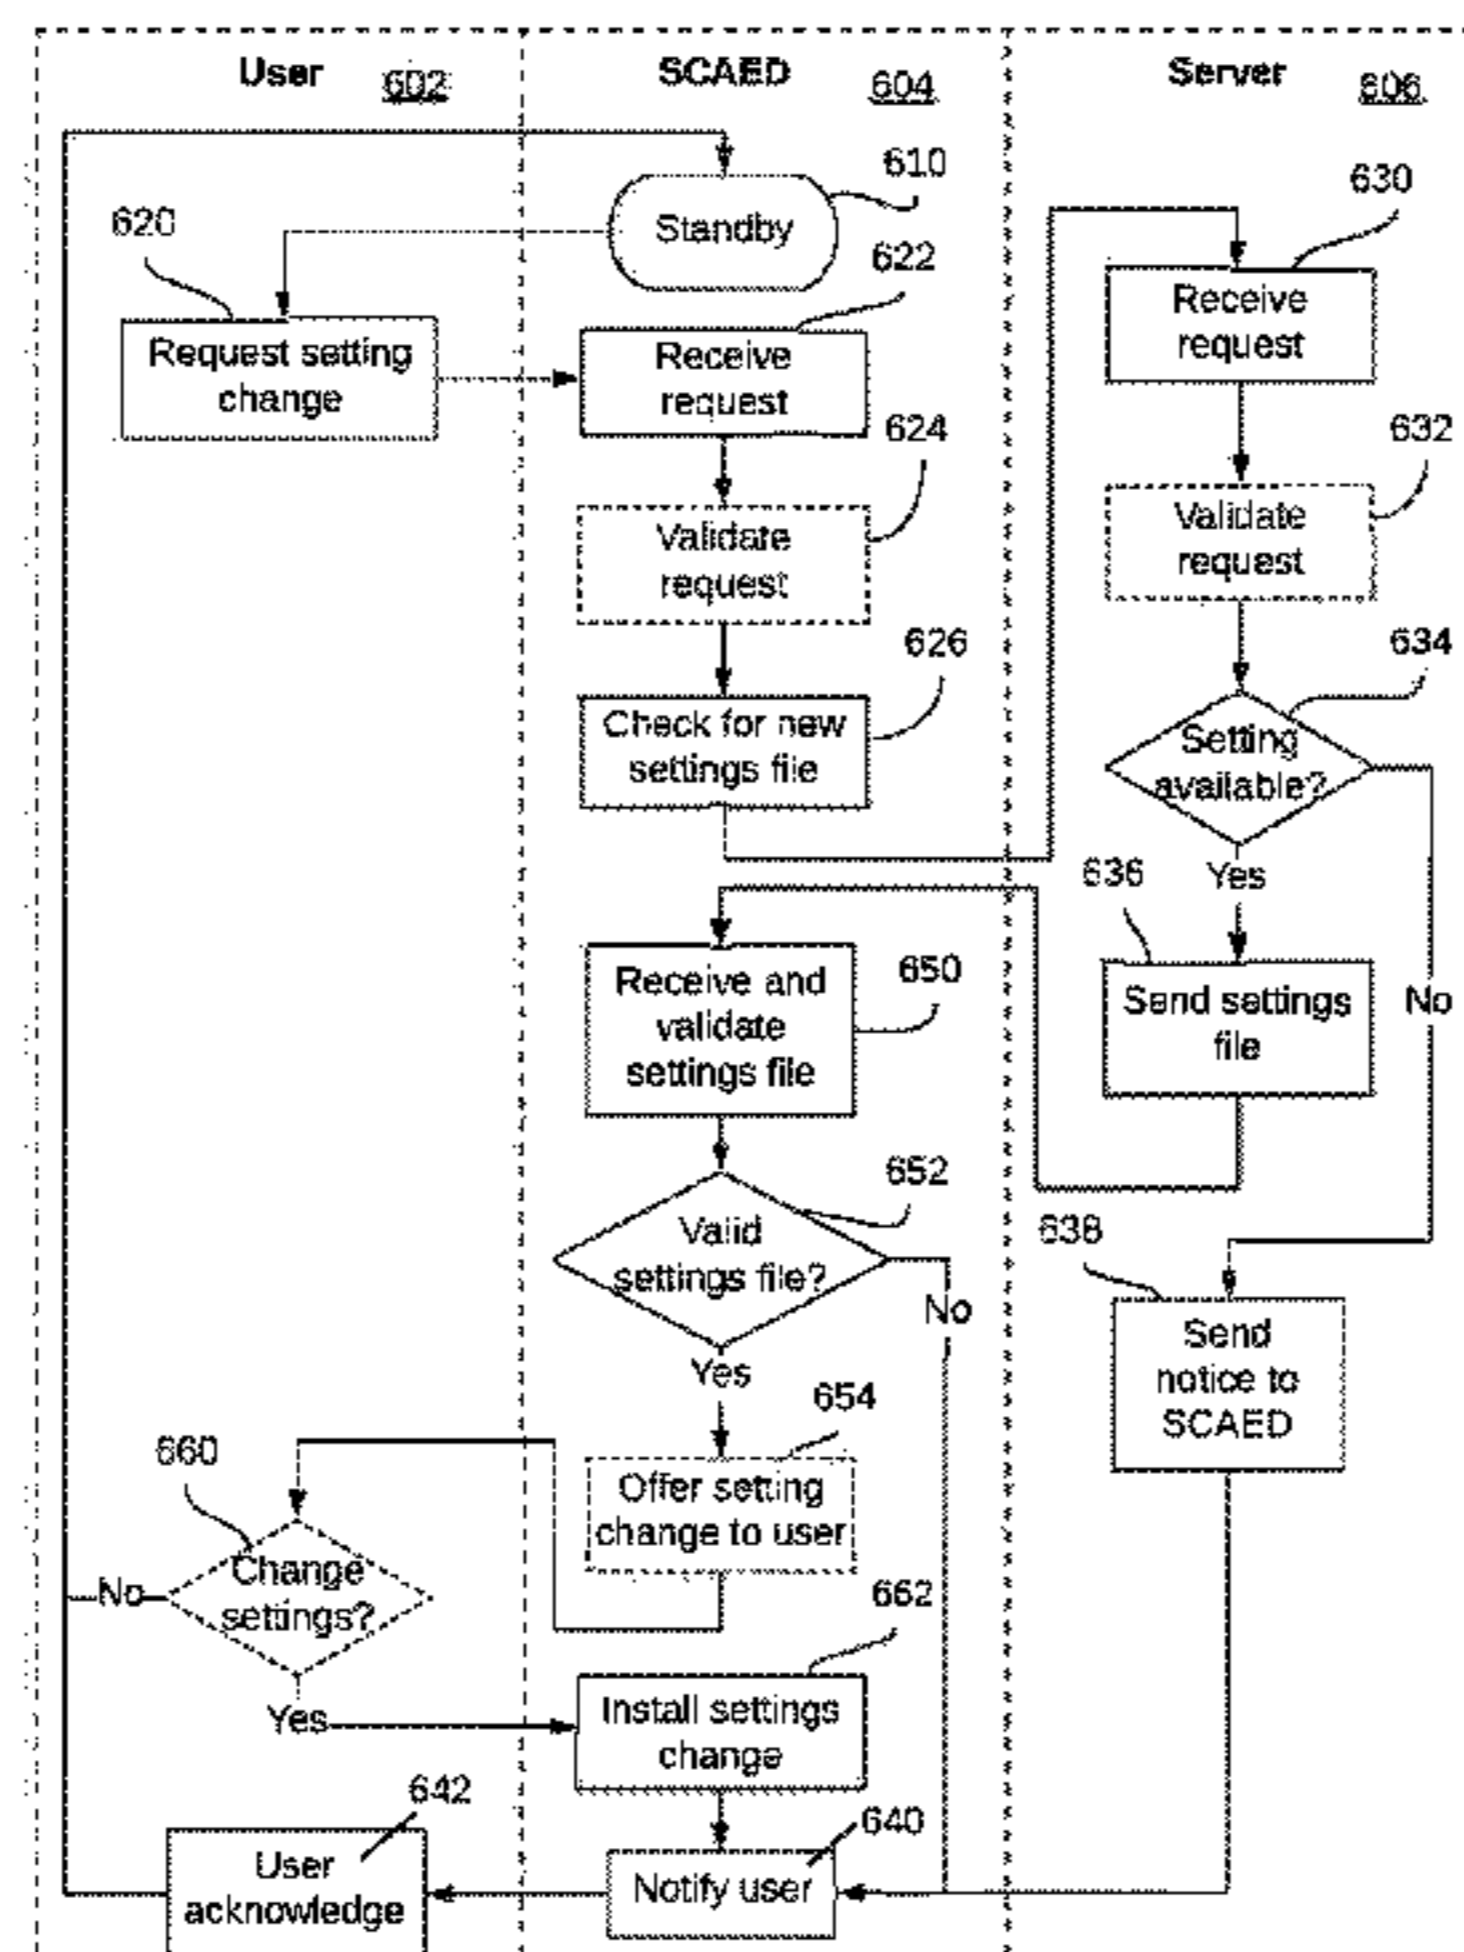 User 602
SCAED 604
Server 606
610
Standby
620
Request setting
change
622
Receive
request
624
Validate
request
626
Check for new
settings file
630
Receive
request
632
Validate
request
634
Setting
available?
Yes
No
636
Send settings
file
638
Send
notice to
SCAED
650
Receive and
validate
settings file
652
Valid
settings file?
No
Yes
654
Offer setting
change to user
660
Change
settings?
No
Yes
662
Install settings
change
640
Notify user
642
User
acknowledge